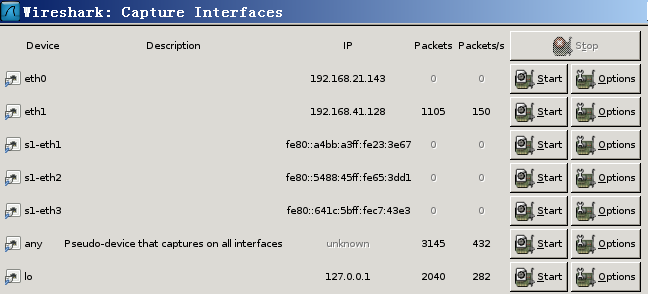 Wireshark: Capture Interfaces
Device Description IP Packets Packets/s Stop
eth0 192.168.21.143 0 0 Start Options
eth1 192.168.41.128 1105 150 Start Options
s1-eth1 fe80::a4bb:a3ff:fe23:3e67 0 0 Start Options
s1-eth2 fe80::5488:45ff:fe65:3dd1 0 0 Start Options
s1-eth3 fe80::641c:5bff:fec7:43e3 0 0 Start Options
any Pseudo-device that captures on all interfaces unknown 3145 432 Start Options
lo 127.0.0.1 2040 282 Start Options